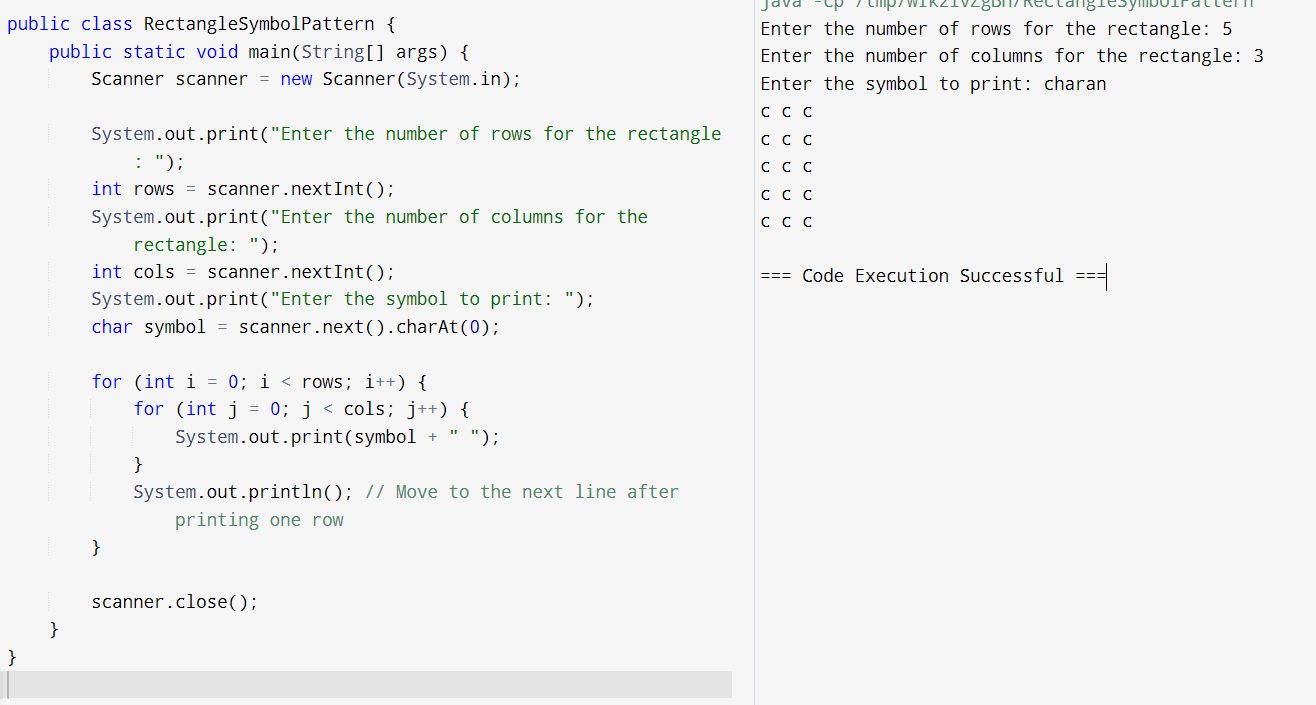 public class RectangleSymbolPattern {
    public static void main(String[] args) {
        Scanner scanner = new Scanner(System.in);
        System.out.print("Enter the number of rows for the rectangle
            : ");
        int rows = scanner.nextInt();
        System.out.print("Enter the number of columns for the
            rectangle: ");
        int cols = scanner.nextInt();
        System.out.print("Enter the symbol to print: ");
        char symbol = scanner.next().charAt(0);
        for (int i = 0; i < rows; i++) {
            for (int j = 0; j < cols; j++) {
                System.out.print(symbol + " ");
            }
            System.out.println(); // Move to the next line after
                printing one row
        }
        scanner.close();
    }
}
java -cp RectangleSymbolPattern
Enter the number of rows for the rectangle: 5
Enter the number of columns for the rectangle: 3
Enter the symbol to print: charan
c c c
c c c
c c c
c c c
c c c
=== Code Execution Successful ===